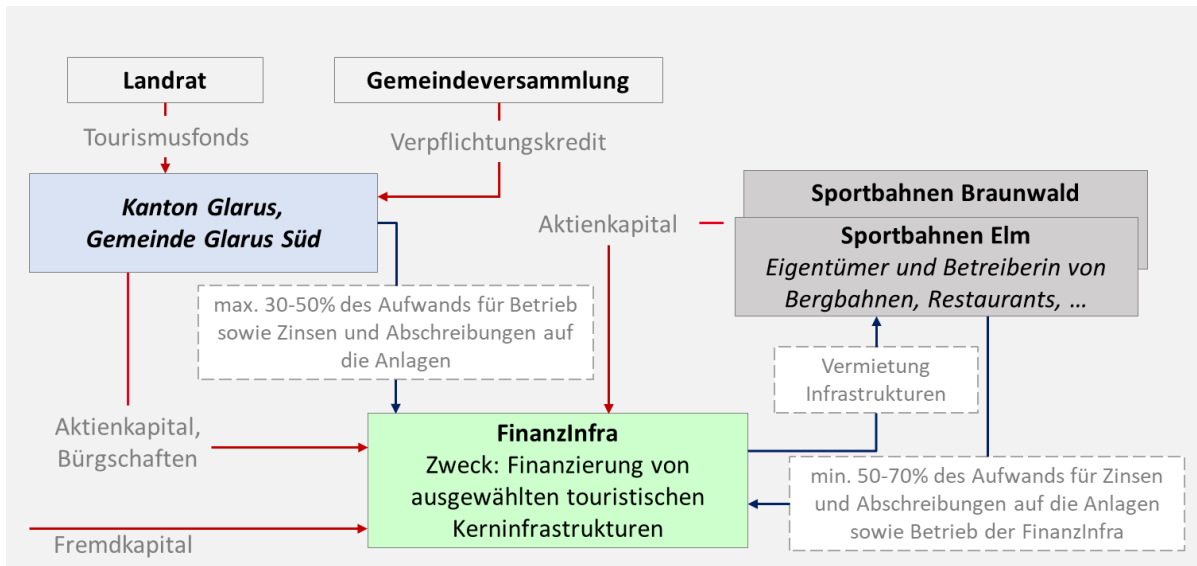 Landrat
Gemeindeversammlung
Tourismusfonds
Verpflichtungskredit
Kanton Glarus,
Gemeinde Glarus Süd
Sportbahnen Braunwald
Aktienkapital
Sportbahnen Elm
Eigentümer und Betreiberin von
Bergbahnen, Restaurants, …
max. 30-50% des Aufwands für Betrieb
sowie Zinsen und Abschreibungen auf
die Anlagen
Vermietung
Infrastrukturen
Aktienkapital,
Bürgschaften
FinanzInfra
Zweck: Finanzierung von
ausgewählten touristischen
Kerninfrastrukturen
min. 50-70% des Aufwands für Zinsen
und Abschreibungen auf die Anlagen
sowie Betrieb der FinanzInfra
Fremdkapital